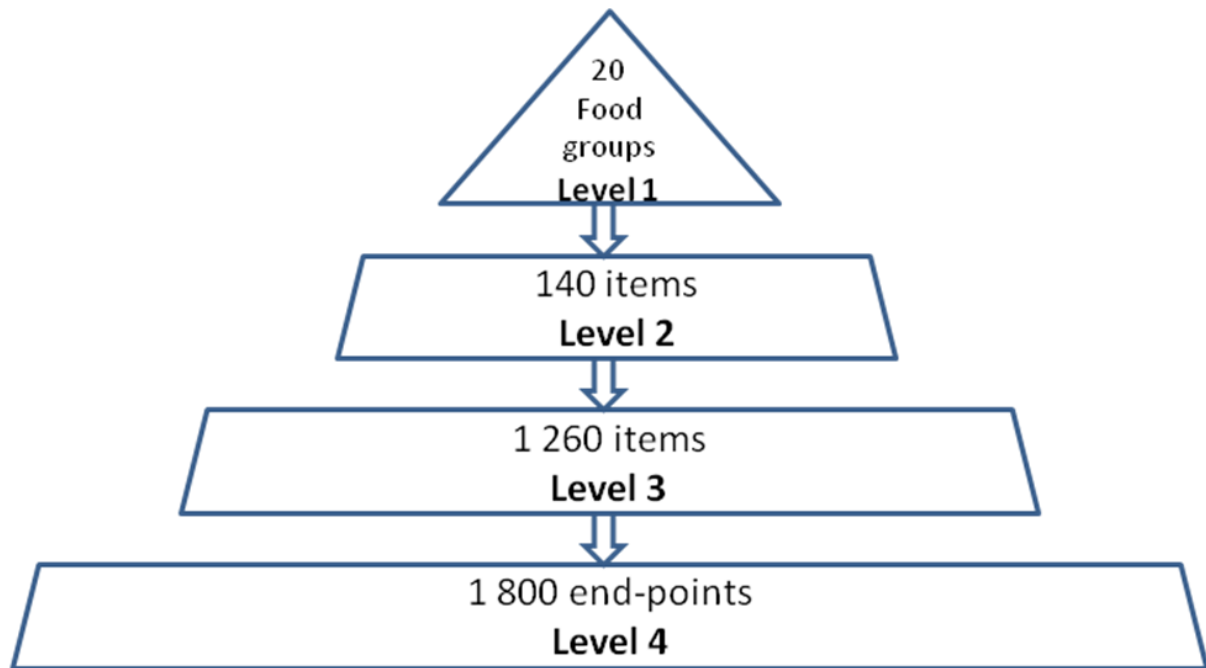 20
Food
groups
Level 1
140 items
Level 2
1 260 items
Level 3
1 800 end-points
Level 4